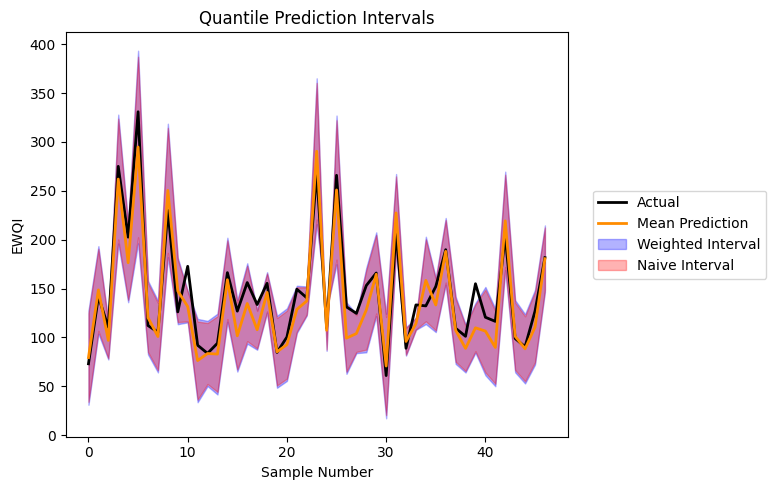 Quantile Prediction Intervals
400
350
300
250
200
150
100
50
0
EWQI
0 10 20 30 40
Sample Number
Actual
Mean Prediction
Weighted Interval
Naive Interval